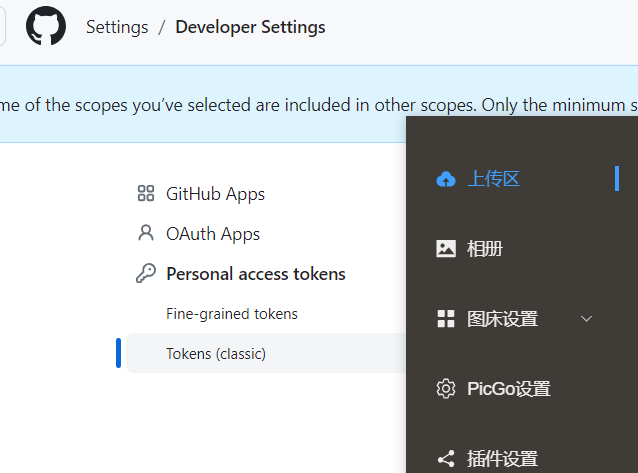 Settings / Developer Settings
me of the scopes you've selected are included in other scopes. Only the minimum s
GitHub Apps
OAuth Apps
Personal access tokens
Fine-grained tokens
Tokens (classic)
上传区
相册
图床设置
PicGo设置
插件设置